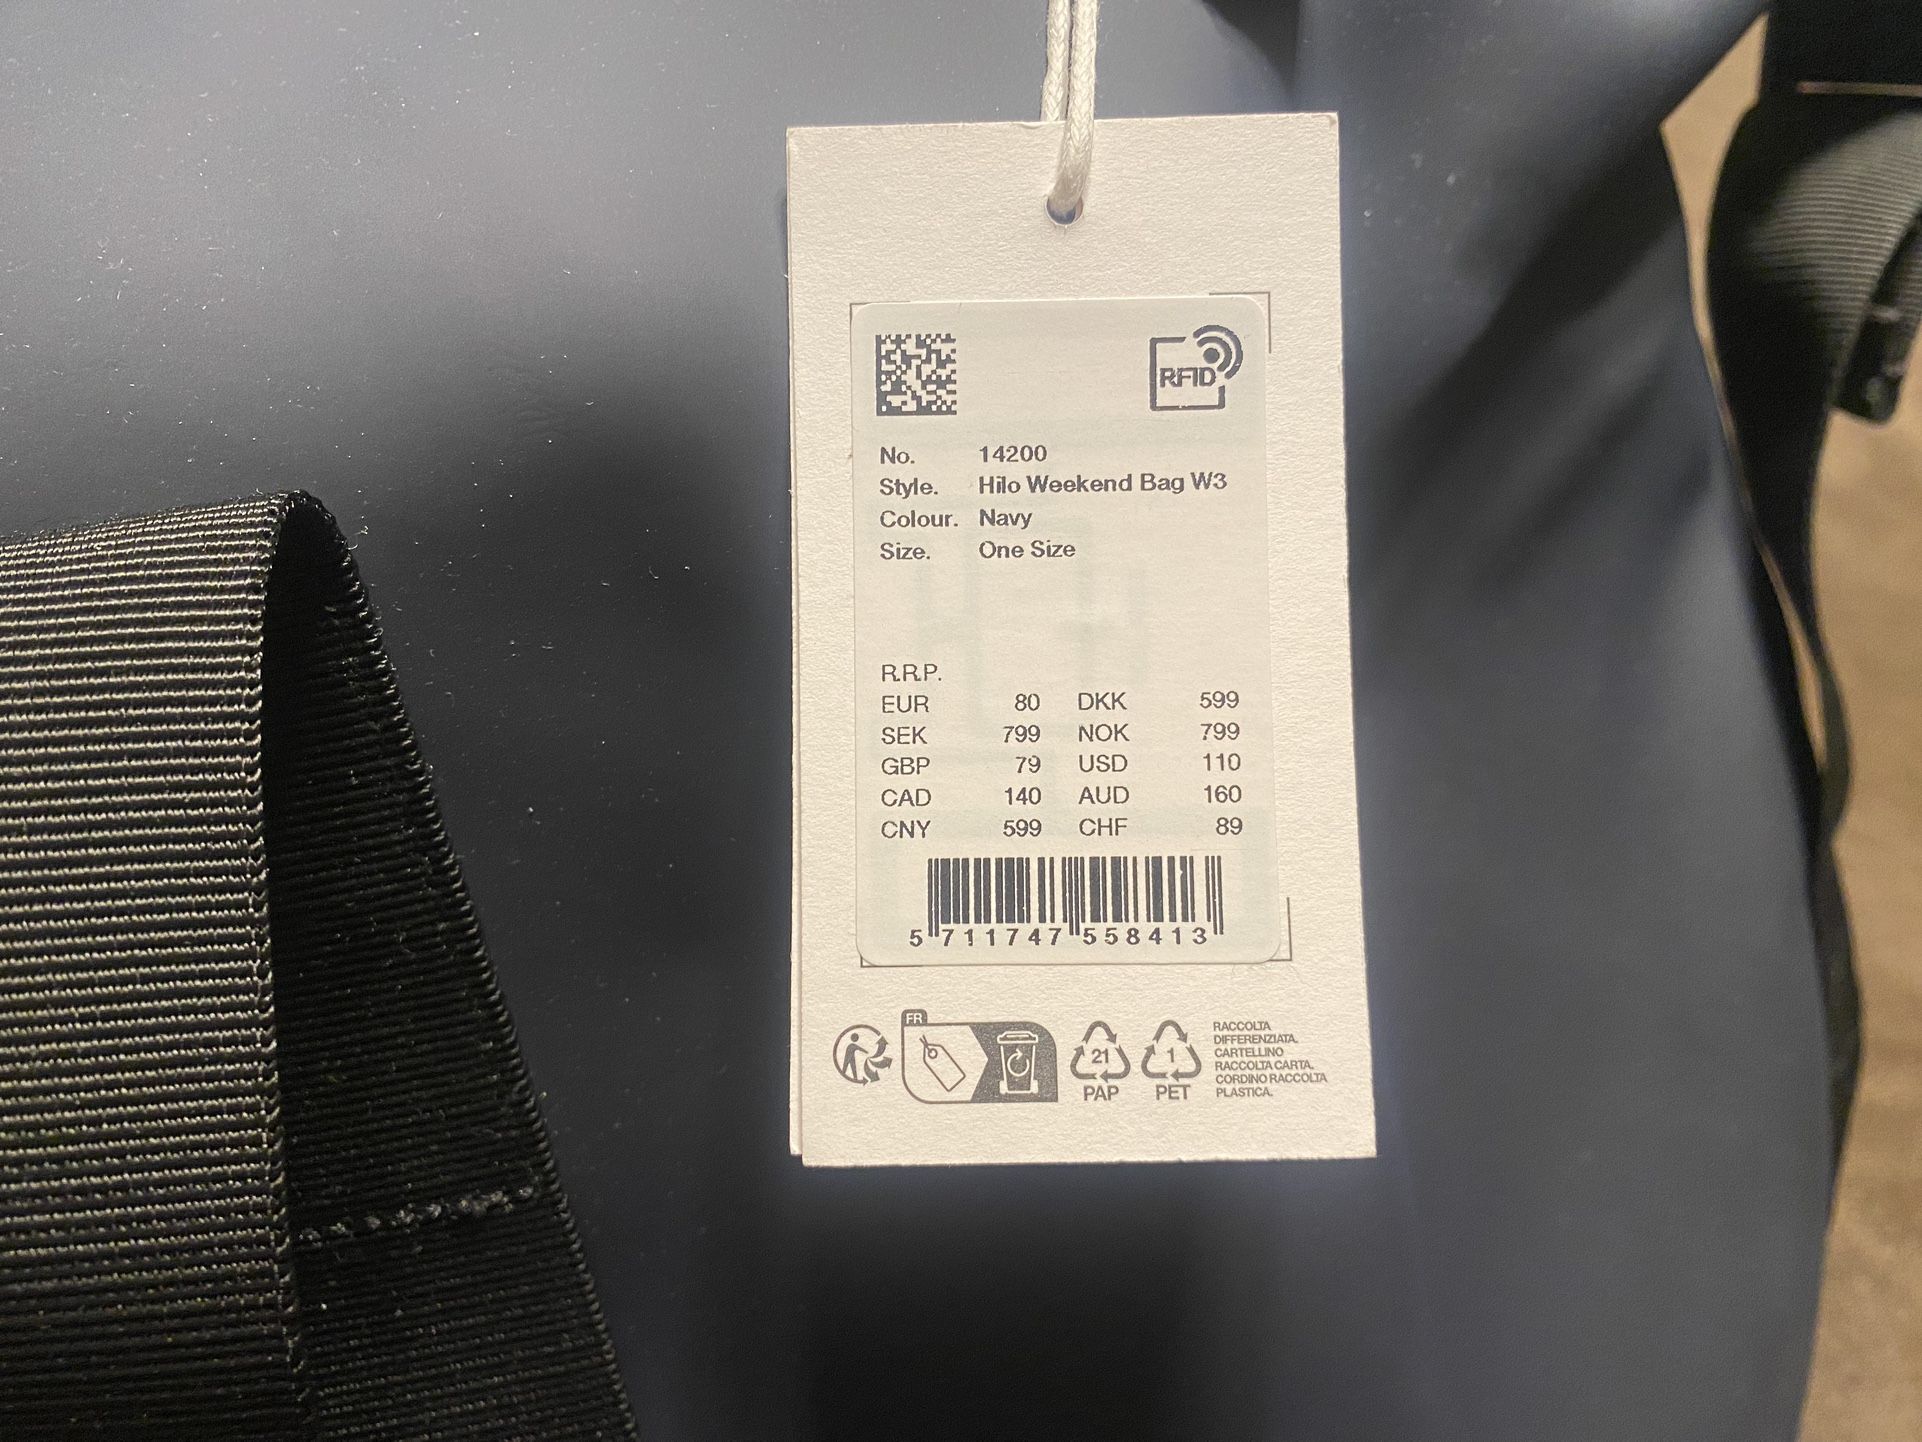 RFID
No. 14200
Style. Hilo Weekend Bag W3
Colour. Navy
Size. One Size
R.R.P.
EUR 80 DKK 599
SEK 799 NOK 799
GBP 79 USD 110
CAD 140 AUD 160
CNY 599 CHF 89
5 711747 558413
FR
21
PAP
1
PET
RACCOLTA
DIFFERENZIATA.
CARTELLINO
RACCOLTA CARTA.
CORDINO RACCOLTA
PLASTICA.